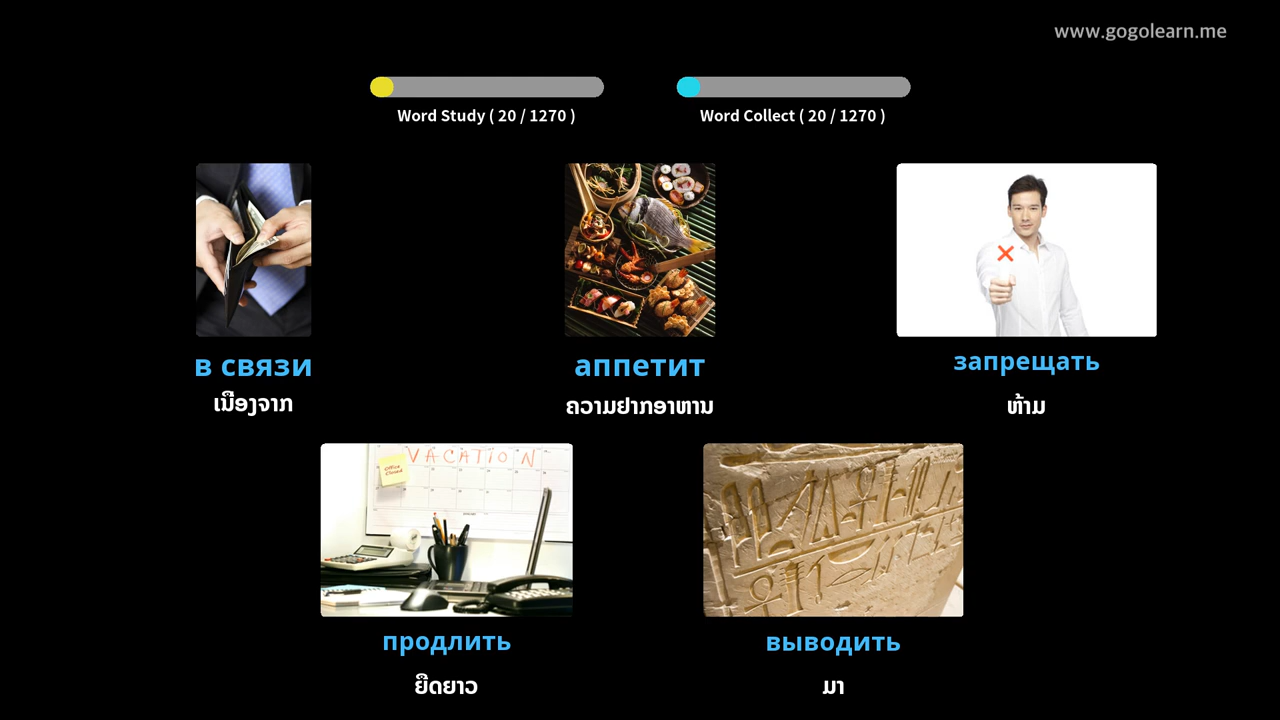 www.gogolearn.me
Word Study ( 20 / 1270 )
Word Collect ( 20 / 1270 )
в связи
ເນື່ອງຈາກ
аппетит
ຄວາມຢາກອາຫານ
запрещать
ຫ້າມ
VACATION
Office Closed
продлить
ຍືດຍາວ
выводить
ມາ